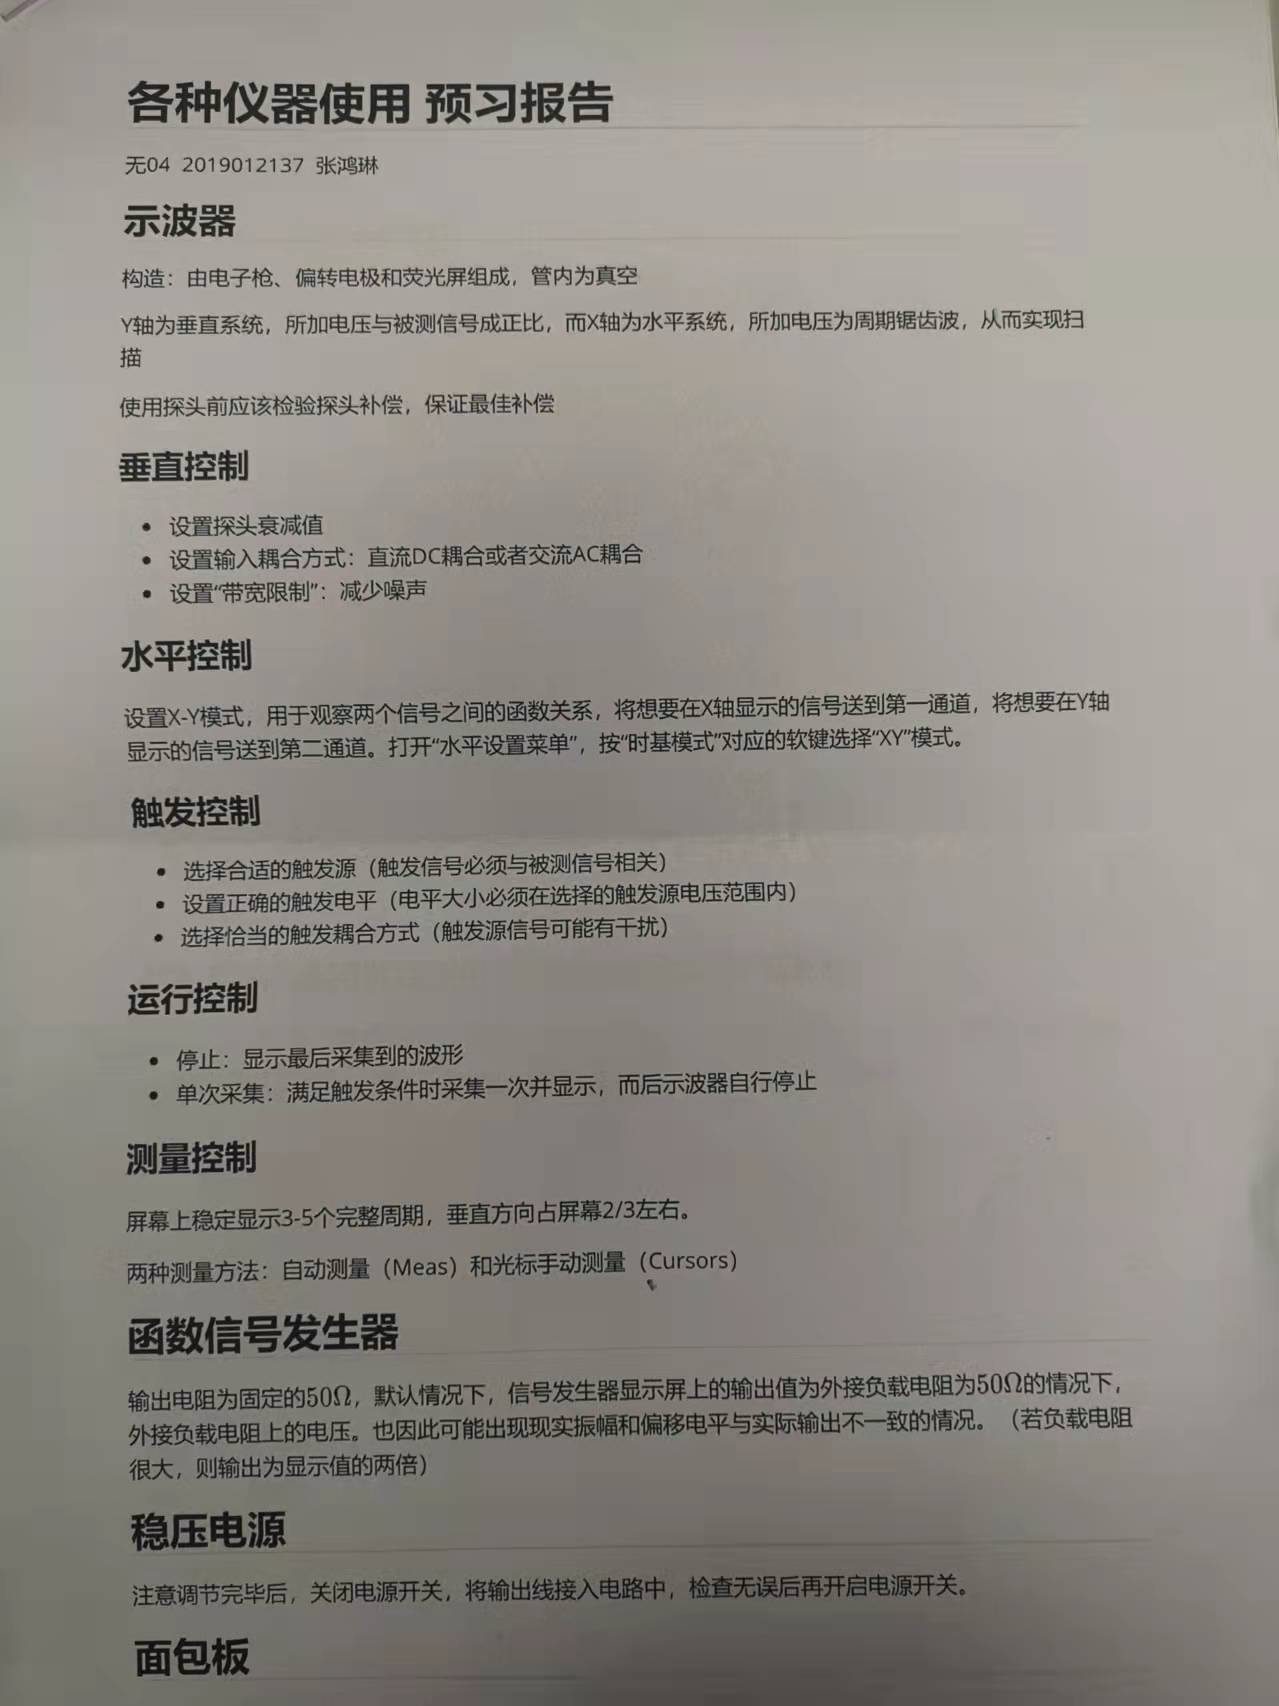 各种仪器使用 预习报告
无04 2019012137 张鸿琳
示波器
构造：由电子枪、偏转电极和荧光屏组成，管内为真空
Y轴为垂直系统，所加电压与被测信号成正比，而X轴为水平系统，所加电压为周期锯齿波，从而实现扫
描
使用探头前应该检验探头补偿，保证最佳补偿
垂直控制
• 设置探头衰减值
• 设置输入耦合方式：直流DC耦合或者交流AC耦合
• 设置“带宽限制”：减少噪声
水平控制
设置X-Y模式，用于观察两个信号之间的函数关系，将想要在X轴显示的信号送到第一通道，将想要在Y轴
显示的信号送到第二通道。打开“水平设置菜单”，按“时基模式”对应的软键选择“XY”模式。
触发控制
• 选择合适的触发源（触发信号必须与被测信号相关）
• 设置正确的触发电平（电平大小必须在选择的触发源电压范围内）
• 选择恰当的触发耦合方式（触发源信号可能有干扰）
运行控制
• 停止：显示最后采集到的波形
• 单次采集：满足触发条件时采集一次并显示，而后示波器自行停止
测量控制
屏幕上稳定显示3-5个完整周期，垂直方向占屏幕2/3左右。
两种测量方法：自动测量（Meas）和光标手动测量（Cursors）
函数信号发生器
输出电阻为固定的50Ω，默认情况下，信号发生器显示屏上的输出值为外接负载电阻为50Ω的情况下，
外接负载电阻上的电压。也因此可能出现现实振幅和偏移电平与实际输出不一致的情况。（若负载电阻
很大，则输出为显示值的两倍）
稳压电源
注意调节完毕后，关闭电源开关，将输出线接入电路中，检查无误后再开启电源开关。
面包板